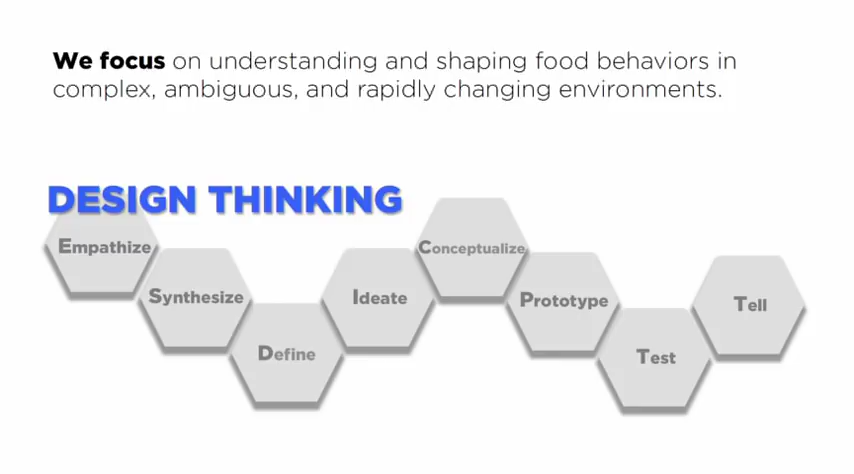 We focus on understanding and shaping food behaviors in
complex, ambiguous, and rapidly changing environments.
DESIGN THINKING
Empathize
Synthesize
Define
Ideate
Conceptualize
Prototype
Test
Tell